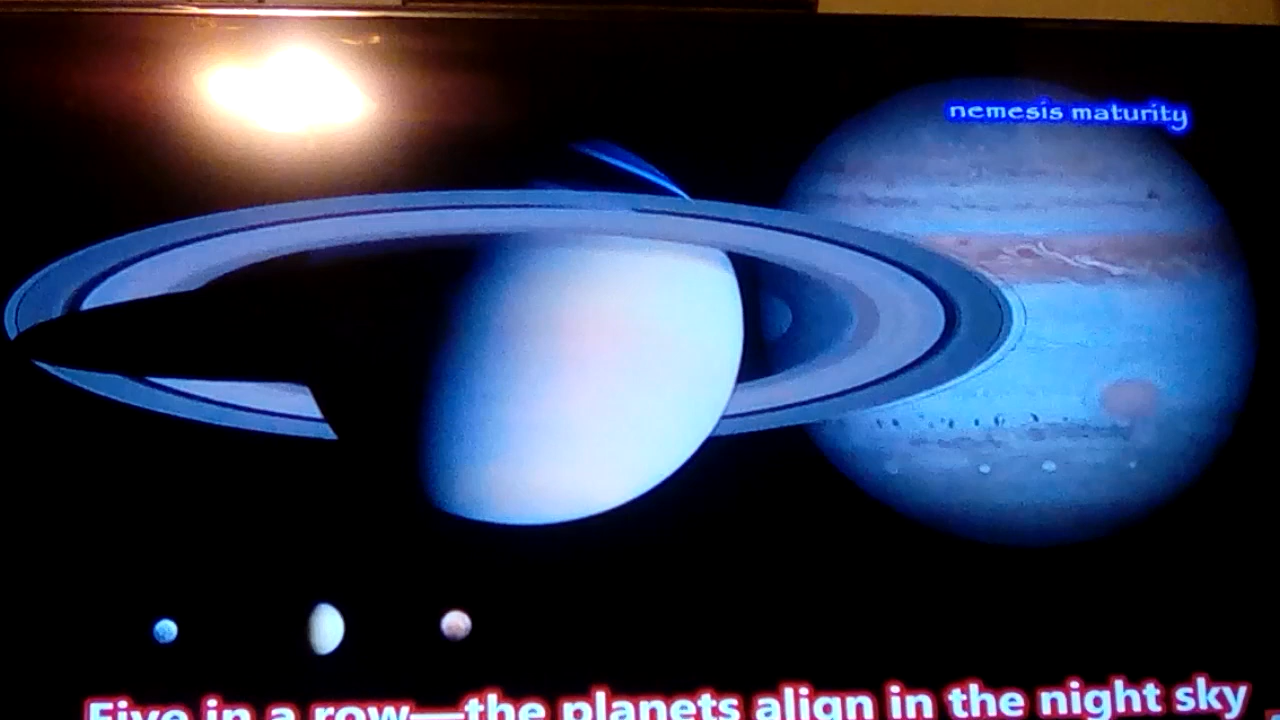 nemesis maturity
Five in a row—the planets align in the night sky